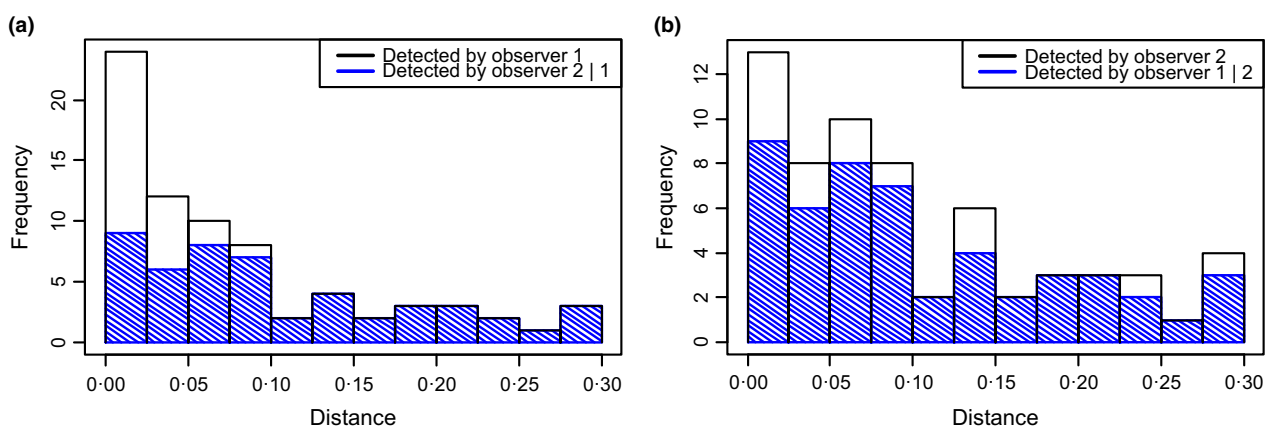 (a)
Detected by observer 1
Detected by observer 2 | 1
Frequency
0
5
10
15
20
0·00 0·05 0·10 0·15 0·20 0·25 0·30
Distance
(b)
Detected by observer 2
Detected by observer 1 | 2
Frequency
0
2
4
6
8
10
12
0·00 0·05 0·10 0·15 0·20 0·25 0·30
Distance